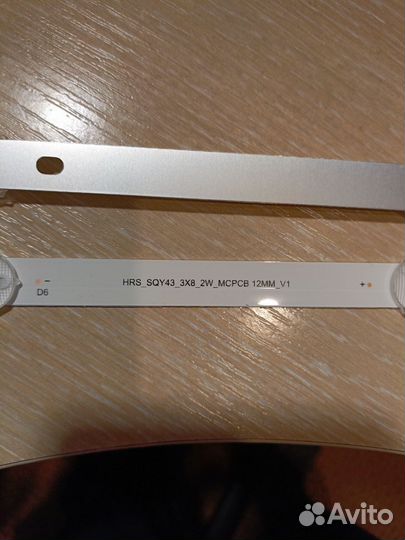 HRS_SQY43_3X8_2W_MCPCB 12MM_V1
−
+
D6
Avito